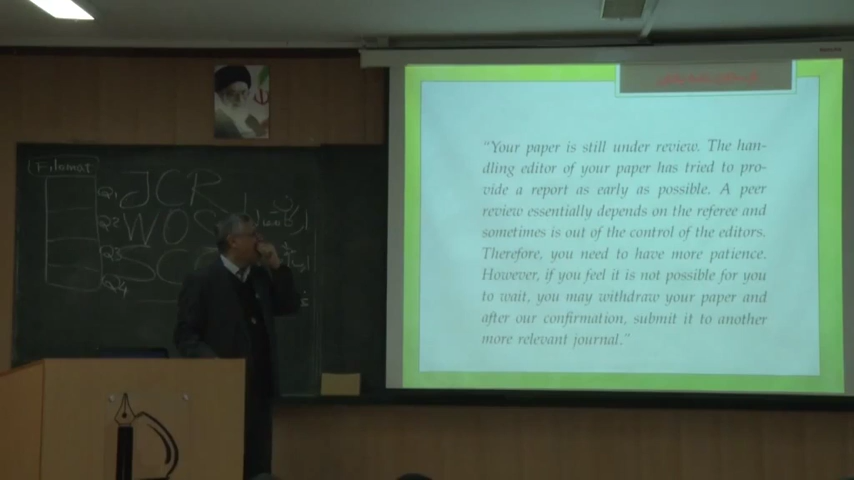 Filomat
Q1 JCR
Q2 WOS
Q3
Q4
"Your paper is still under review. The han-
dling editor of your paper has tried to pro-
vide a report as early as possible. A peer
review essentially depends on the referee and
sometimes is out of the control of the editors.
Therefore, you need to have more patience.
However, if you feel it is not possible for you
to wait, you may withdraw your paper and
after our confirmation, submit it to another
more relevant journal."